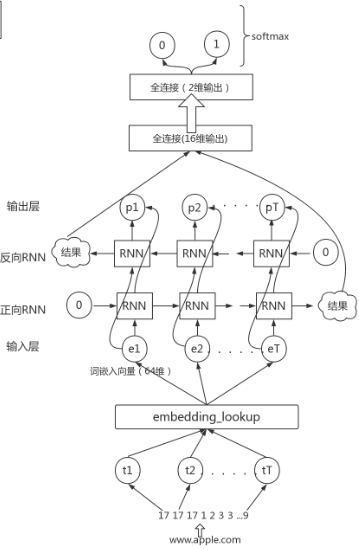 0 1 softmax
全连接（2维输出）
全连接(16维输出)
输出层 p1 p2 . . . . . pT
反向RNN 结果 RNN RNN RNN 0
正向RNN 0 RNN RNN RNN 结果
输入层 e1 e2 . . . . . . eT
词嵌入向量（64维）
embedding_lookup
t1 t2 . . . . . . tT
17 17 17 1 2 3 3 ...9
www.apple.com